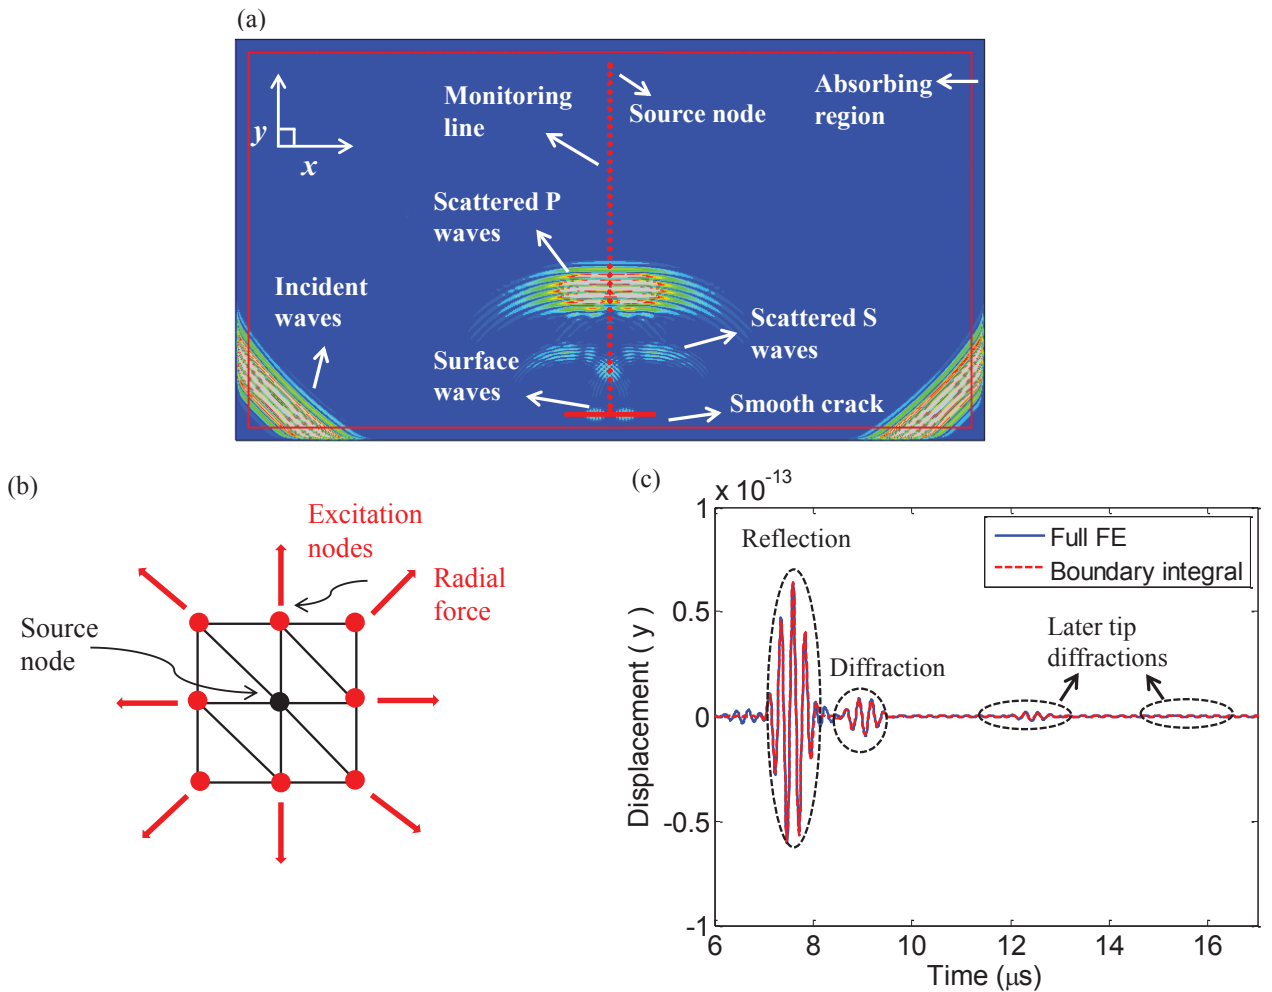 (a)
Monitoring
line
Source node
Absorbing
region
y
x
Scattered P
waves
Incident
waves
Scattered S
waves
Surface
waves
Smooth crack
(b)
Excitation
nodes
Radial
force
Source
node
(c)
1 x 10^-13
Reflection
Full FE
Boundary integral
0.5
Later tip
diffractions
Diffraction
0
-0.5
-1
Displacement ( y )
6 8 10 12 14 16
Time (μs)